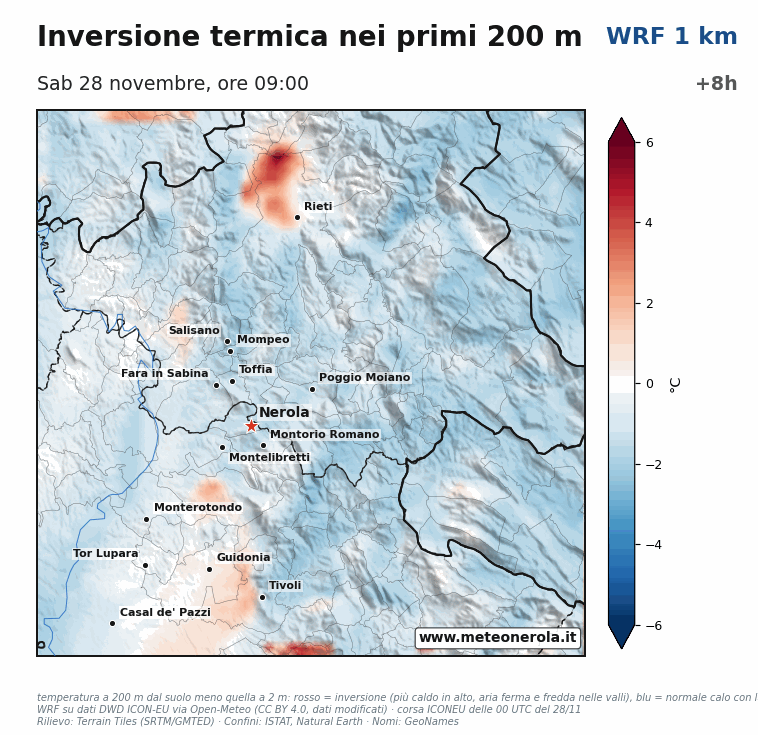 Inversione termica nei primi 200 m WRF 1 km
Sab 28 novembre, ore 09:00 +8h
Rieti
Salisano
Mompeo
Toffia
Fara in Sabina
Poggio Moiano
Nerola
Montorio Romano
Montelibretti
Monterotondo
Tor Lupara
Guidonia
Tivoli
Casal de' Pazzi
www.meteonerola.it
6
4
2
0
−2
−4
−6
°C
temperatura a 200 m dal suolo meno quella a 2 m: rosso = inversione (più caldo in alto, aria ferma e fredda nelle valli), blu = normale calo con l
WRF su dati DWD ICON-EU via Open-Meteo (CC BY 4.0, dati modificati) · corsa ICONEU delle 00 UTC del 28/11
Rilievo: Terrain Tiles (SRTM/GMTED) · Confini: ISTAT, Natural Earth · Nomi: GeoNames